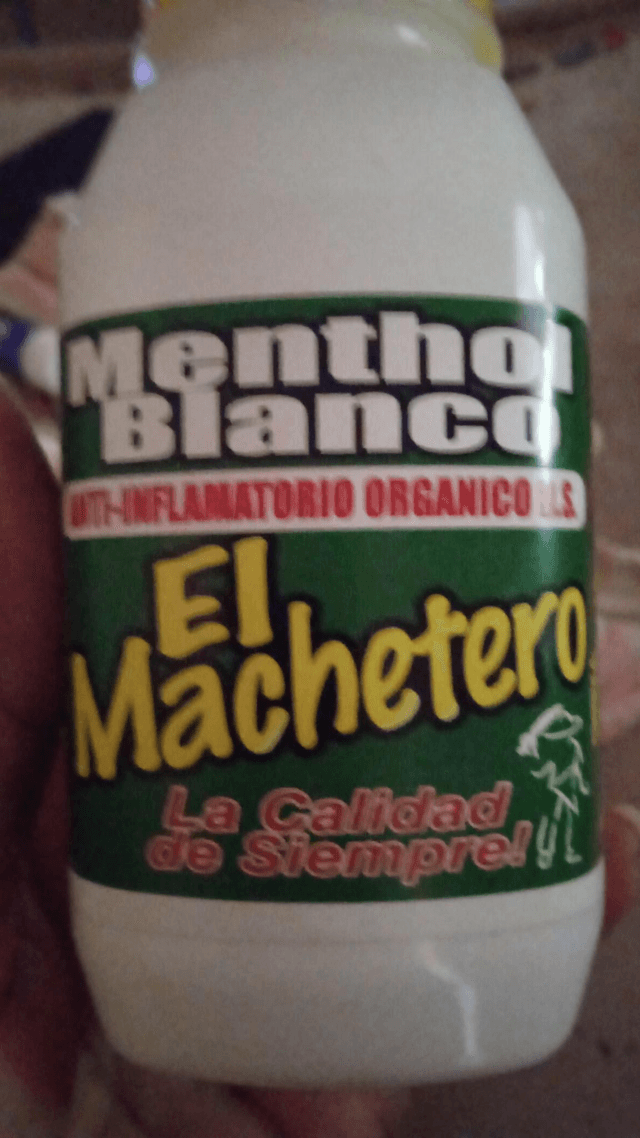 Menthol
Blanco
ANTI-INFLAMATORIO ORGANICO
El
Machetero
La Calidad
de Siempre!